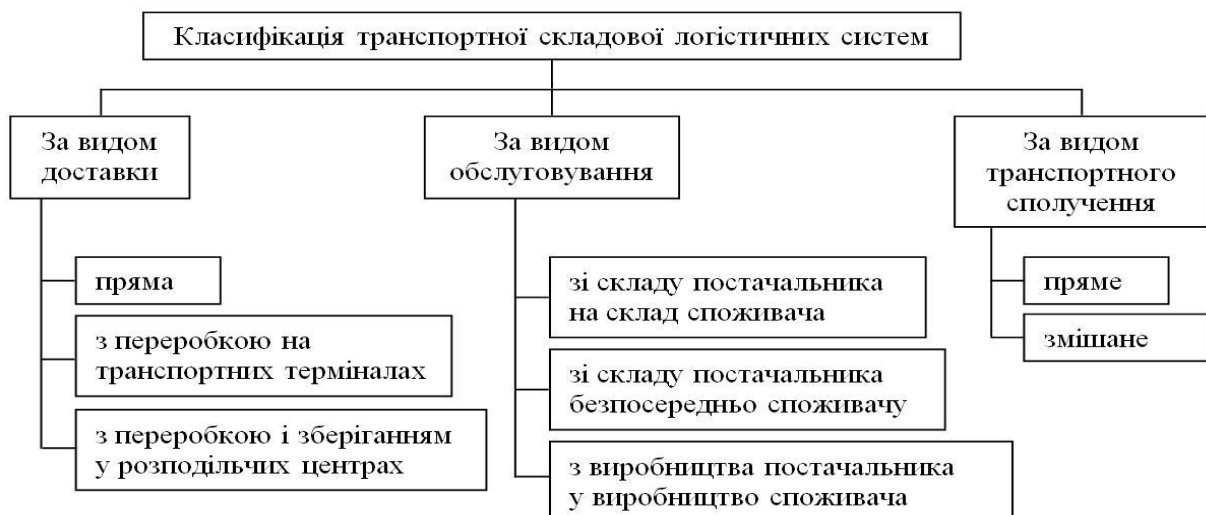 Класифікація транспортної складової логістичних систем
За видом
доставки
пряма
з переробкою на
транспортних терміналах
з переробкою і зберіганням
у розподільчих центрах
За видом
обслуговування
зі складу постачальника
на склад споживача
зі складу постачальника
безпосередньо споживачу
з виробництва постачальника
у виробництво споживача
За видом
транспортного
сполучення
пряме
змішане